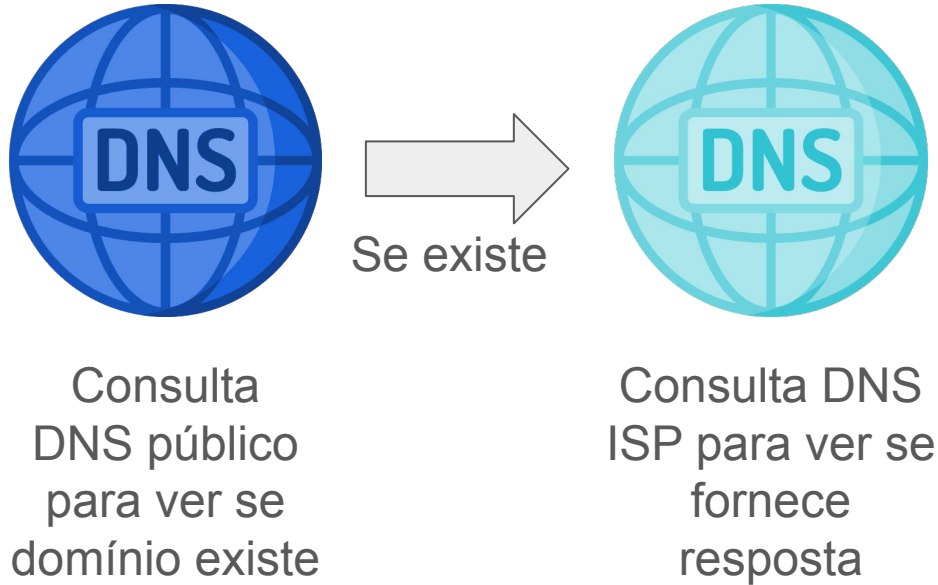 DNS
DNS
Se existe
Consulta
DNS público
para ver se
domínio existe
Consulta DNS
ISP para ver se
fornece
resposta